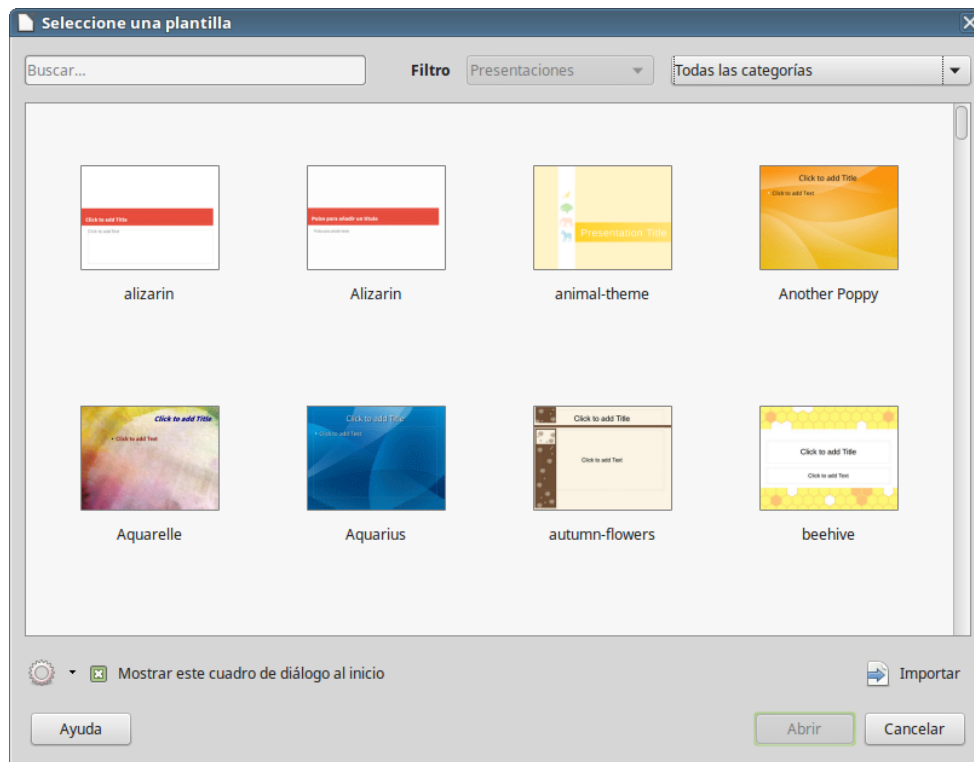 Seleccione una plantilla
Buscar...
Filtro
Presentaciones
Todas las categorías
Click to add Title
Click to add Text
Pulse para añadir un título
Presentation Title
Click to add Title
Click to add Text
alizarin
Alizarin
animal-theme
Another Poppy
Click to add Title
Click to add Text
Click to add Title
Click to add Text
Click to add Title
Click to add Text
Click to add Title
Click to add Text
Aquarelle
Aquarius
autumn-flowers
beehive
Mostrar este cuadro de diálogo al inicio
Importar
Ayuda
Abrir
Cancelar